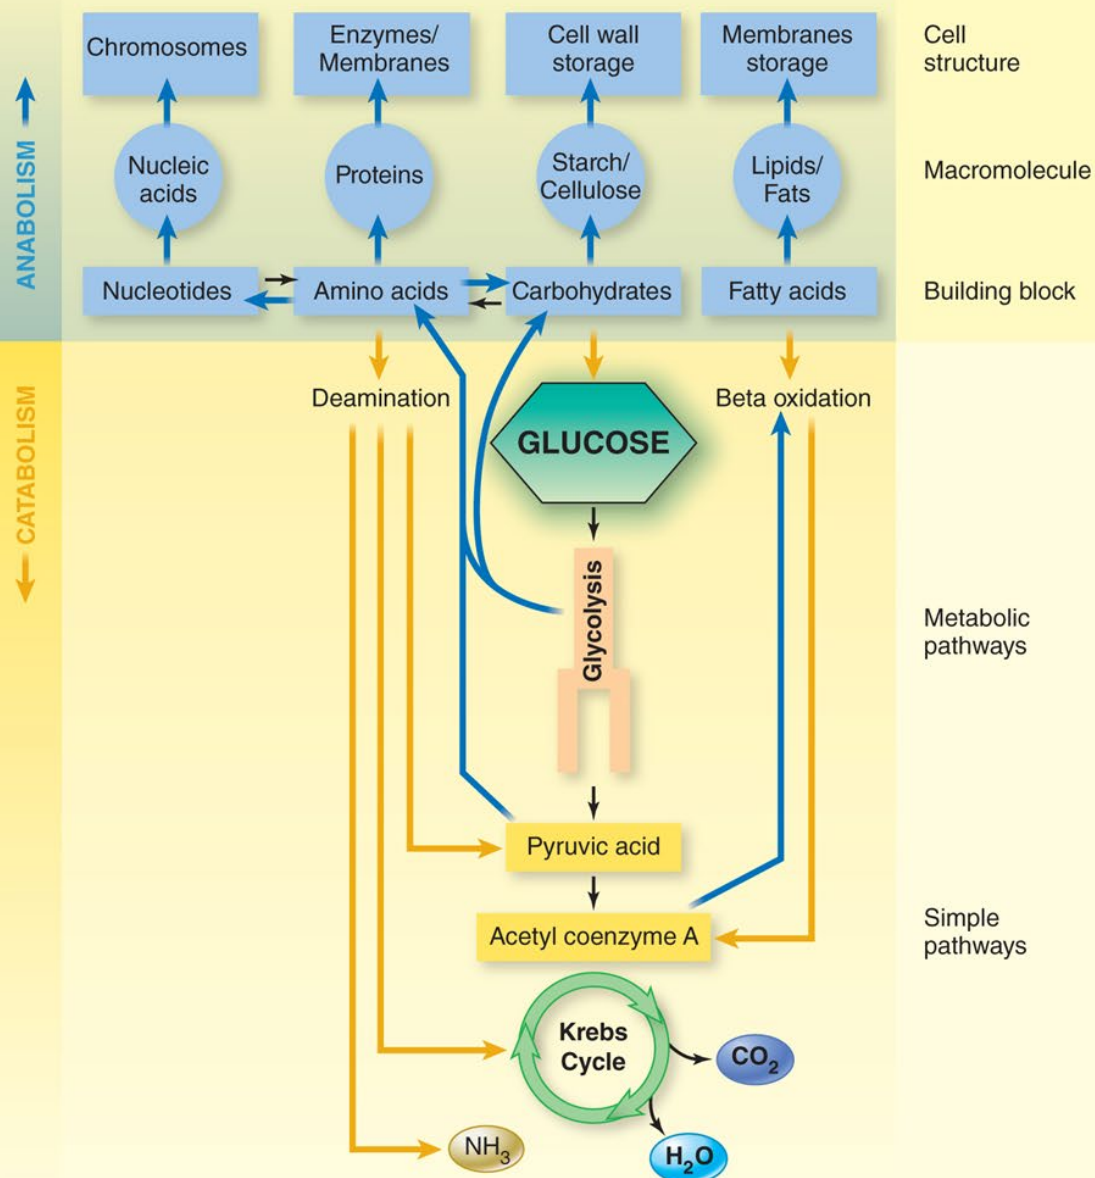 Chromosomes
Enzymes/
Membranes
Cell wall
storage
Membranes
storage
Cell
structure
ANABOLISM
Nucleic
acids
Proteins
Starch/
Cellulose
Lipids/
Fats
Macromolecule
Nucleotides
Amino acids
Carbohydrates
Fatty acids
Building block
CATABOLISM
Deamination
GLUCOSE
Beta oxidation
Glycolysis
Metabolic
pathways
Pyruvic acid
Acetyl coenzyme A
Simple
pathways
Krebs
Cycle
CO₂
NH₃
H₂O